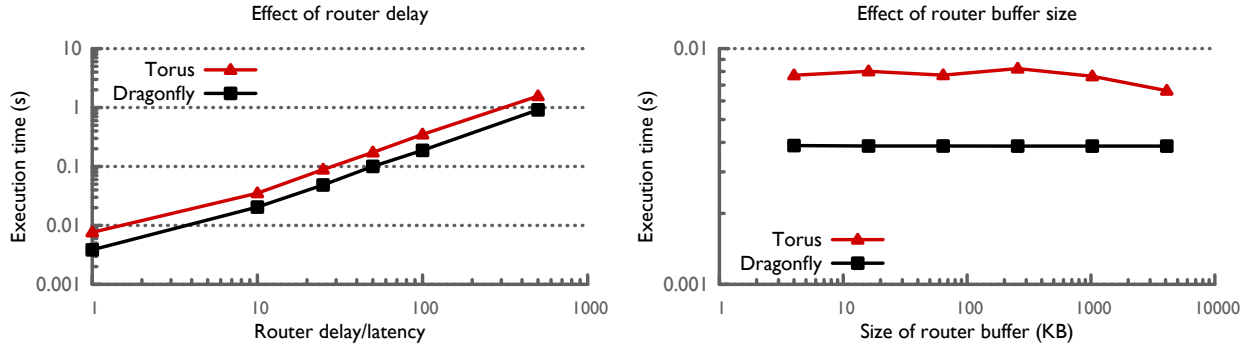 Effect of router delay
Execution time (s)
10
1
0.1
0.01
0.001
Torus
Dragonfly
1
10
100
1000
Router delay/latency
Effect of router buffer size
Execution time (s)
0.01
0.001
Torus
Dragonfly
1
10
100
1000
10000
Size of router buffer (KB)